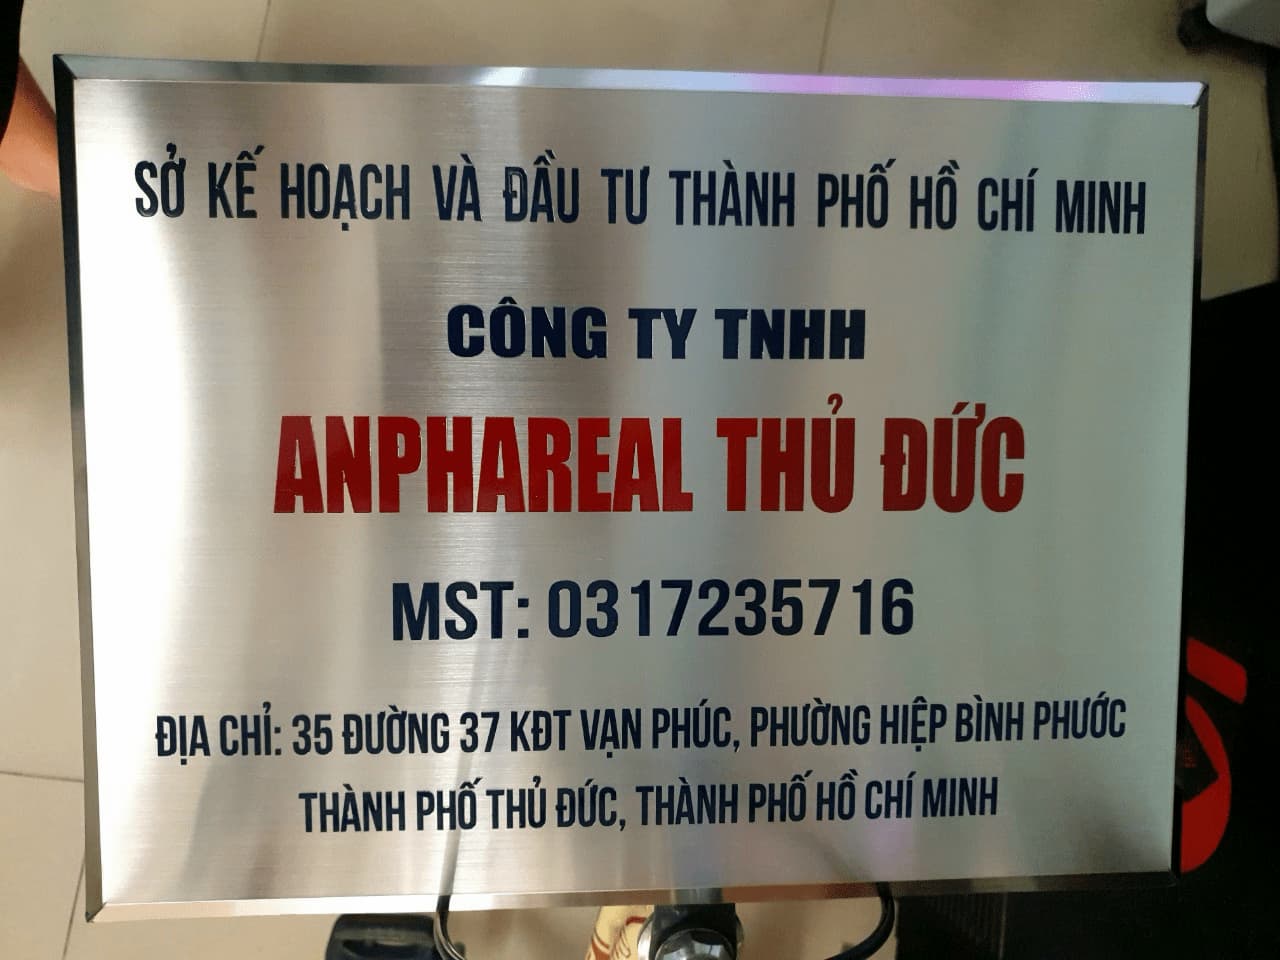 SỞ KẾ HOẠCH VÀ ĐẦU TƯ THÀNH PHỐ HỒ CHÍ MINH
CÔNG TY TNHH
ANPHAREAL THỦ ĐỨC
MST: 0317235716
ĐỊA CHỈ: 35 ĐƯỜNG 37 KĐT VẠN PHÚC, PHƯỜNG HIỆP BÌNH PHƯỚC
THÀNH PHỐ THỦ ĐỨC, THÀNH PHỐ HỒ CHÍ MINH